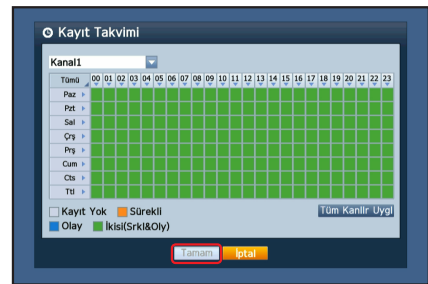 Kayıt Takvimi
Kanal1
Tümü 00 01 02 03 04 05 06 07 08 09 10 11 12 13 14 15 16 17 18 19 20 21 22 23
Paz
Pzt
Sal
Çrş
Prş
Cum
Cts
Ttl
Kayıt Yok Sürekli Tüm Kanllr Uygl
Olay İkisi(Srkl&Oly)
Tamam İptal